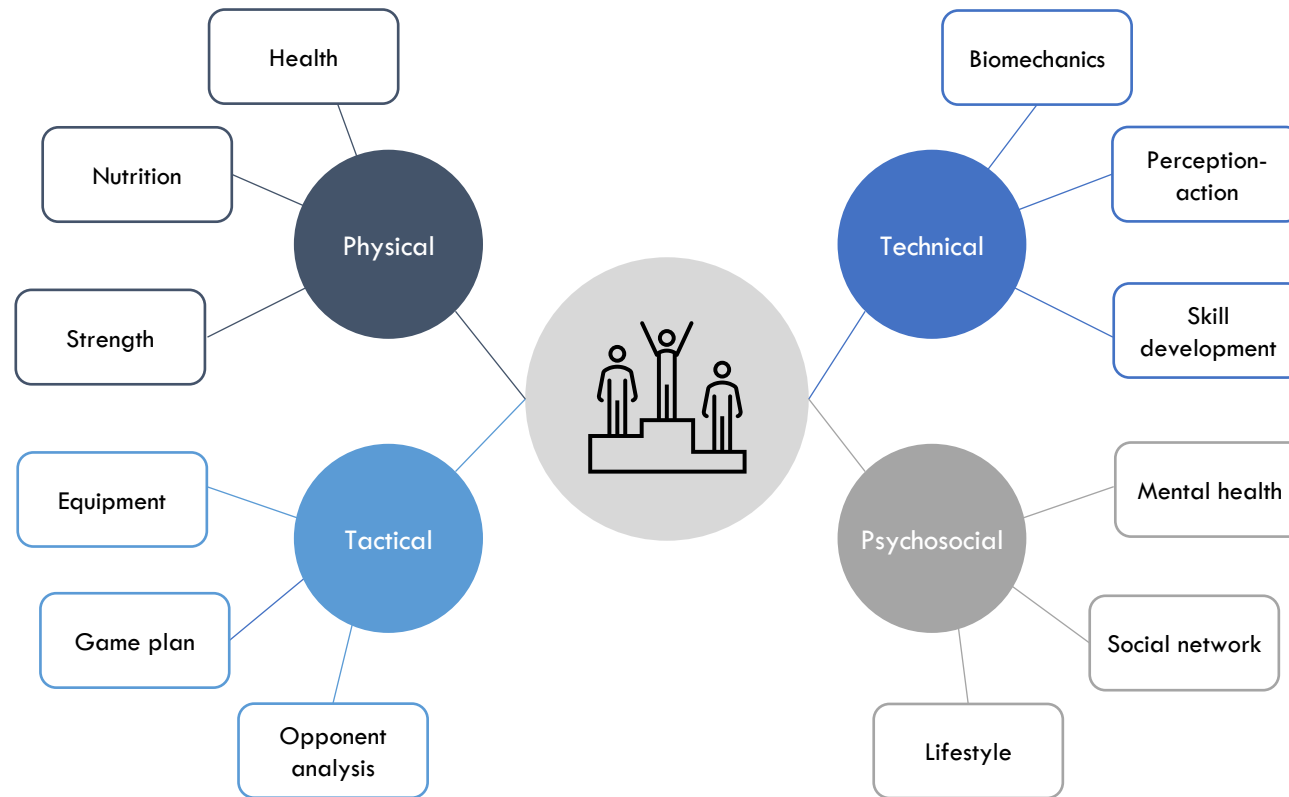 Health
Nutrition
Physical
Strength
Biomechanics
Perception-
action
Technical
Skill
development
Equipment
Tactical
Game plan
Opponent
analysis
Mental health
Psychosocial
Social network
Lifestyle